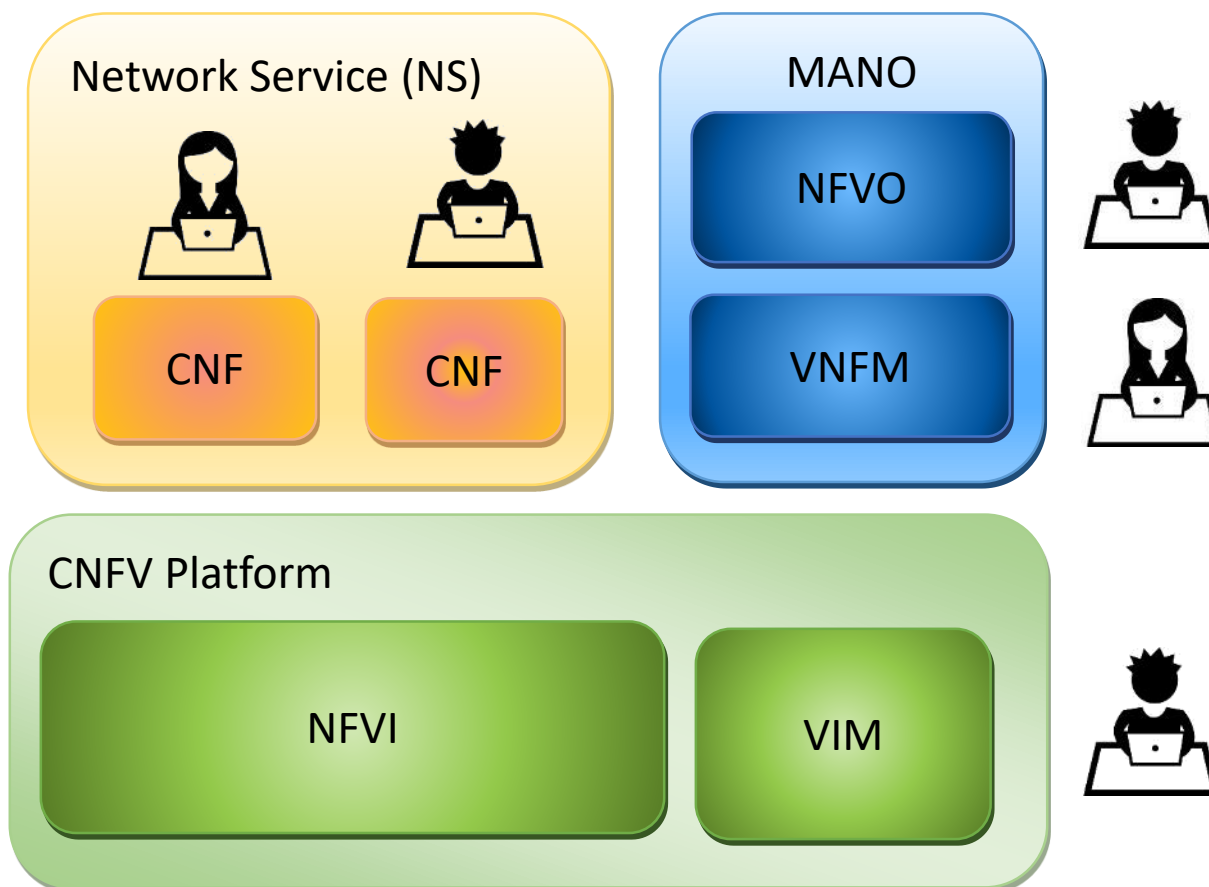 Network Service (NS)
CNF
CNF
MANO
NFVO
VNFM
CNFV Platform
NFVI
VIM